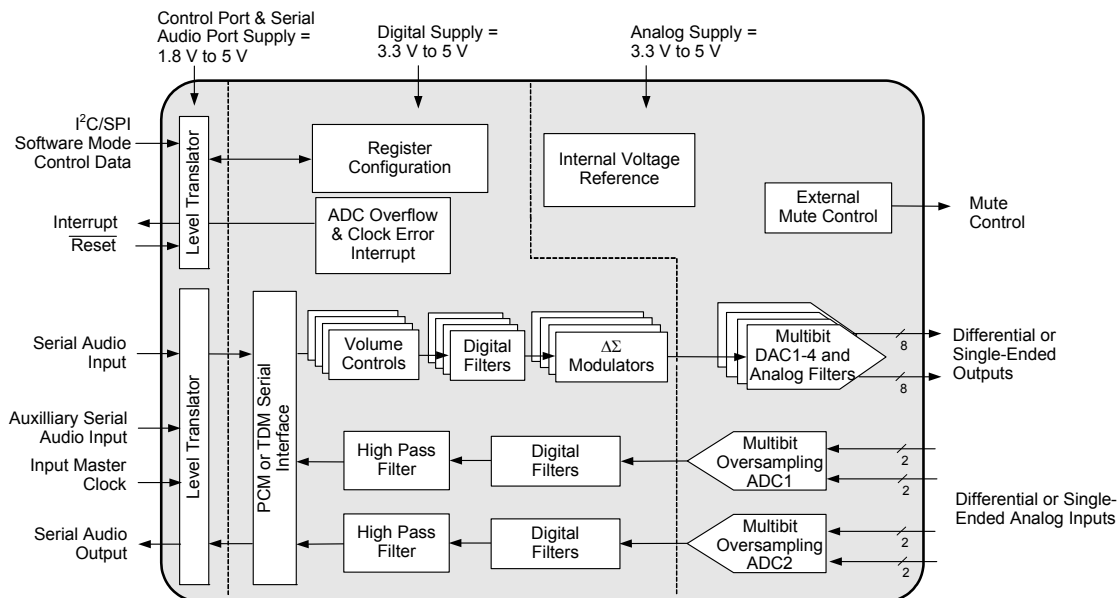 Control Port & Serial
Audio Port Supply =
1.8 V to 5 V
Digital Supply =
3.3 V to 5 V
Analog Supply =
3.3 V to 5 V
I²C/SPI
Software Mode
Control Data
Level Translator
Register
Configuration
Internal Voltage
Reference
External
Mute Control
Mute
Control
Interrupt
Reset
ADC Overflow
& Clock Error
Interrupt
Serial Audio
Input
Auxilliary Serial
Audio Input
Input Master
Clock
Serial Audio
Output
Level Translator
PCM or TDM Serial
Interface
Volume
Controls
Digital
Filters
ΔΣ
Modulators
Multibit
DAC1-4 and
Analog Filters
8
8
Differential or
Single-Ended
Outputs
High Pass
Filter
Digital
Filters
Multibit
Oversampling
ADC1
2
2
Differential or Single-
Ended Analog Inputs
High Pass
Filter
Digital
Filters
Multibit
Oversampling
ADC2
2
2